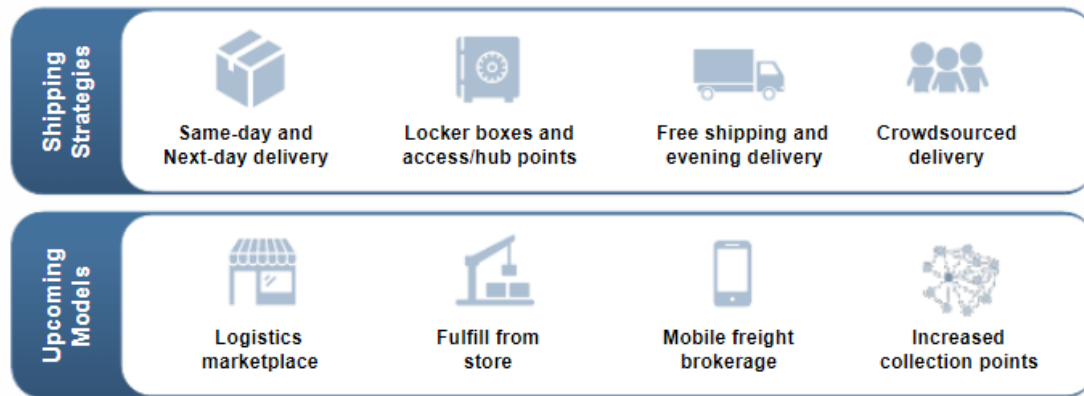 Shipping
Strategies
Same-day and
Next-day delivery
Locker boxes and
access/hub points
Free shipping and
evening delivery
Crowdsourced
delivery
Upcoming
Models
Logistics
marketplace
Fulfill from
store
Mobile freight
brokerage
Increased
collection points